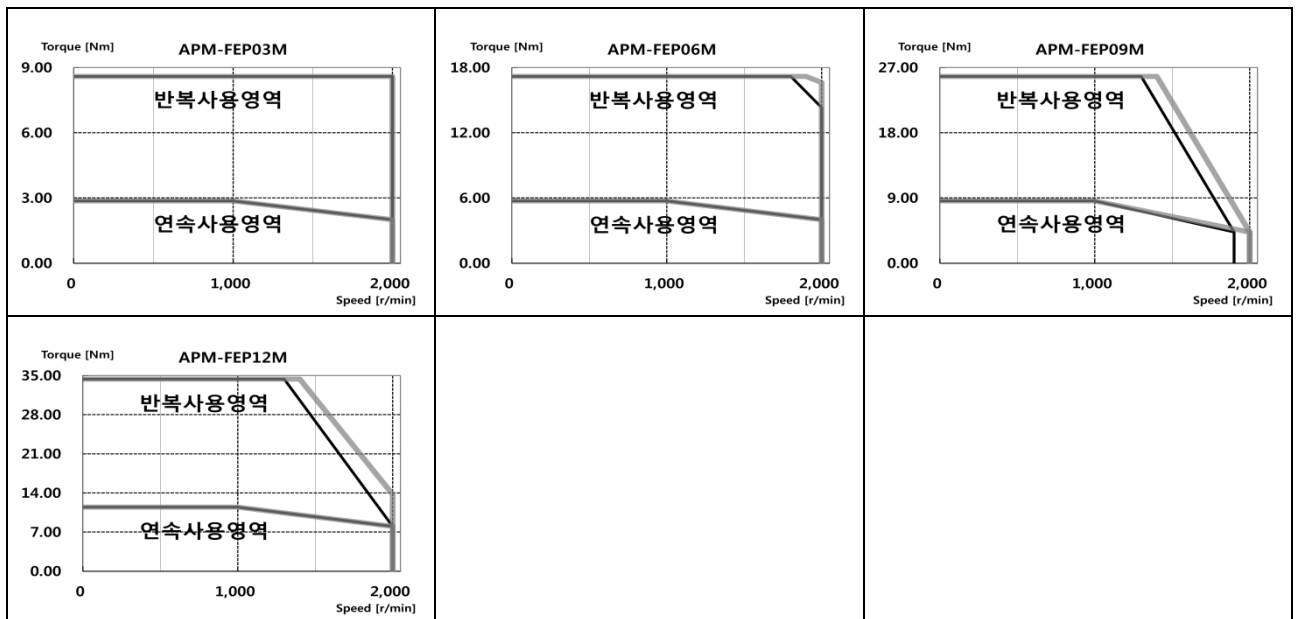 Torque [Nm]
APM-FEP03M
9.00
반복사용영역
6.00
3.00
연속사용영역
0.00
0
1,000
2,000
Speed [r/min]
Torque [Nm]
APM-FEP06M
18.00
반복사용영역
12.00
6.00
연속사용영역
0.00
0
1,000
2,000
Speed [r/min]
Torque [Nm]
APM-FEP09M
27.00
반복사용영역
18.00
9.00
연속사용영역
0.00
0
1,000
2,000
Speed [r/min]
Torque [Nm]
APM-FEP12M
35.00
반복사용영역
28.00
21.00
14.00
7.00
연속사용영역
0.00
0
1,000
2,000
Speed [r/min]